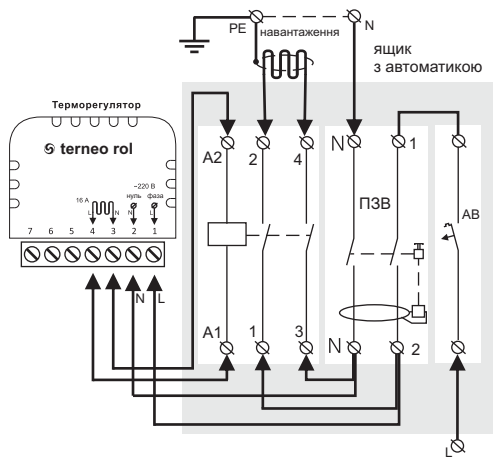 PE
навантаження
N
ящик
з автоматикою
Терморегулятор
terneo rol
~220 В
16 А
нуль
фаза
L
N
N
L
7
6
5
4
3
2
1
N
L
A2
2
4
N
1
ПЗВ
АВ
A1
1
3
N
2
L